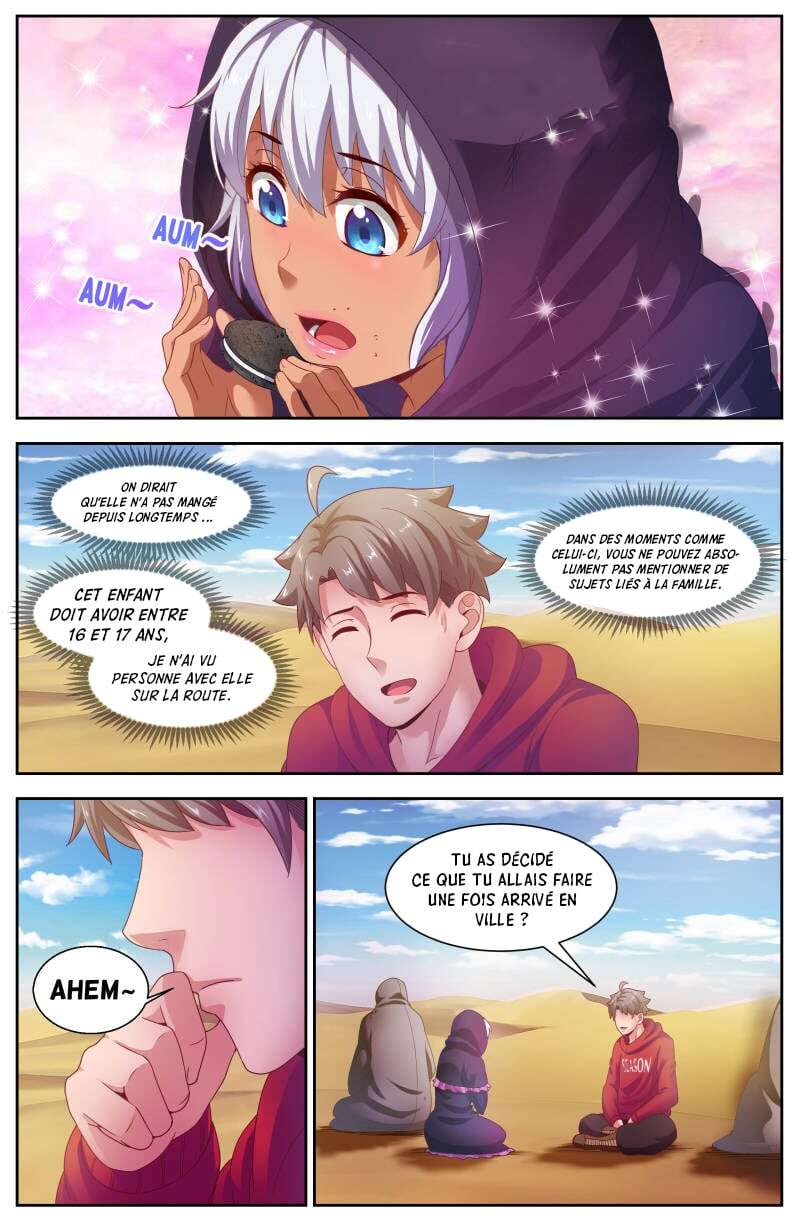 AUM~
AUM~
ON DIRAIT
QU'ELLE N'A PAS MANGÉ
DEPUIS LONGTEMPS ...
CET ENFANT
DOIT AVOIR ENTRE
16 ET 17 ANS,
JE N'AI VU
PERSONNE AVEC ELLE
SUR LA ROUTE.
DANS DES MOMENTS COMME
CELUI-CI, VOUS NE POUVEZ ABSO-
LUMENT PAS MENTIONNER DE
SUJETS LIÉS À LA FAMILLE.
AHEM~
TU AS DÉCIDÉ
CE QUE TU ALLAIS FAIRE
UNE FOIS ARRIVÉ EN
VILLE ?
SEASON